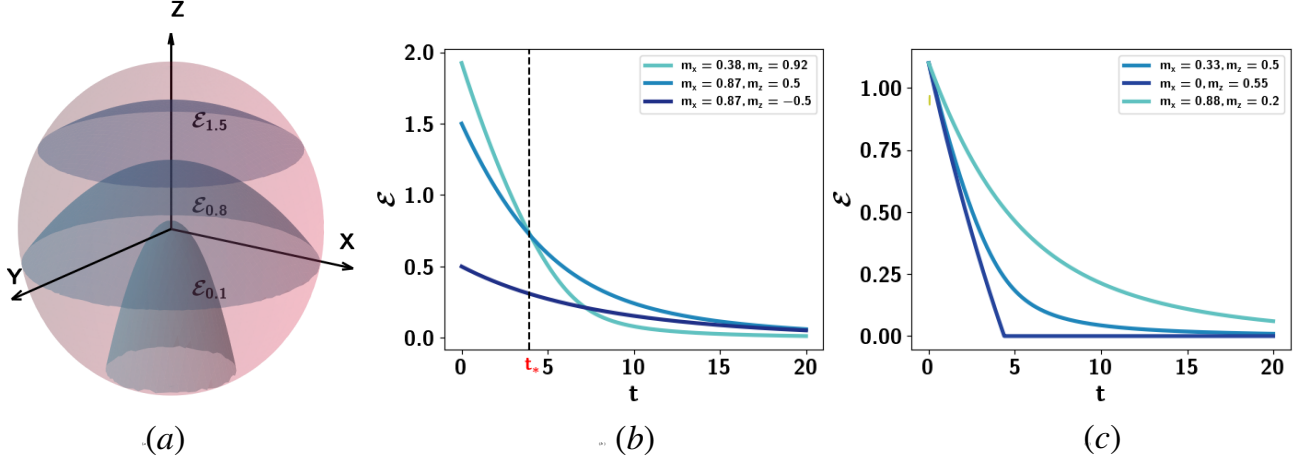 Z
ℰ1.5
ℰ0.8
X
Y
ℰ0.1
(a)
2.0
1.5
1.0
0.5
0.0
ℰ
mx = 0.38, mz = 0.92
mx = 0.87, mz = 0.5
mx = 0.87, mz = −0.5
0 t* 5 10 15 20
t
(b)
1.00
0.75
0.50
0.25
0.00
ℰ
mx = 0.33, mz = 0.5
mx = 0, mz = 0.55
mx = 0.88, mz = 0.2
0 5 10 15 20
t
(c)